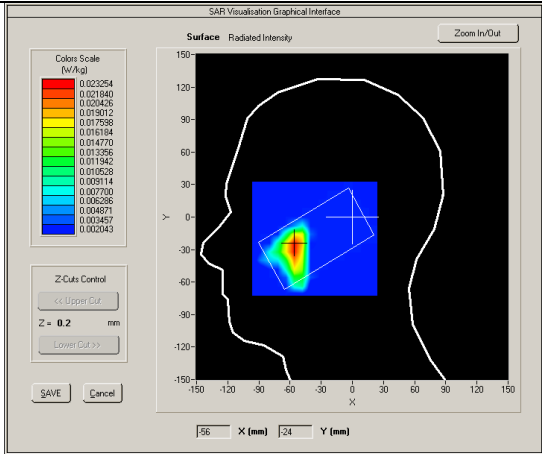 SAR Visualisation Graphical Interface
Surface Radiated Intensity
Zoom In/Out
Colors Scale
(W/kg)
0.023254
0.021840
0.020426
0.019012
0.017598
0.016184
0.014770
0.013356
0.011942
0.010528
0.009114
0.007700
0.006286
0.004871
0.003457
0.002043
Z-Cuts Control
<< Upper Cut
Z = 0.2 mm
Lower Cut >>
SAVE Cancel
150
120
90
60
30
0
-30
-60
-90
-120
-150
Y
-150 -120 -90 -60 -30 0 30 60 90 120 150
X
-56 X (mm) -24 Y (mm)